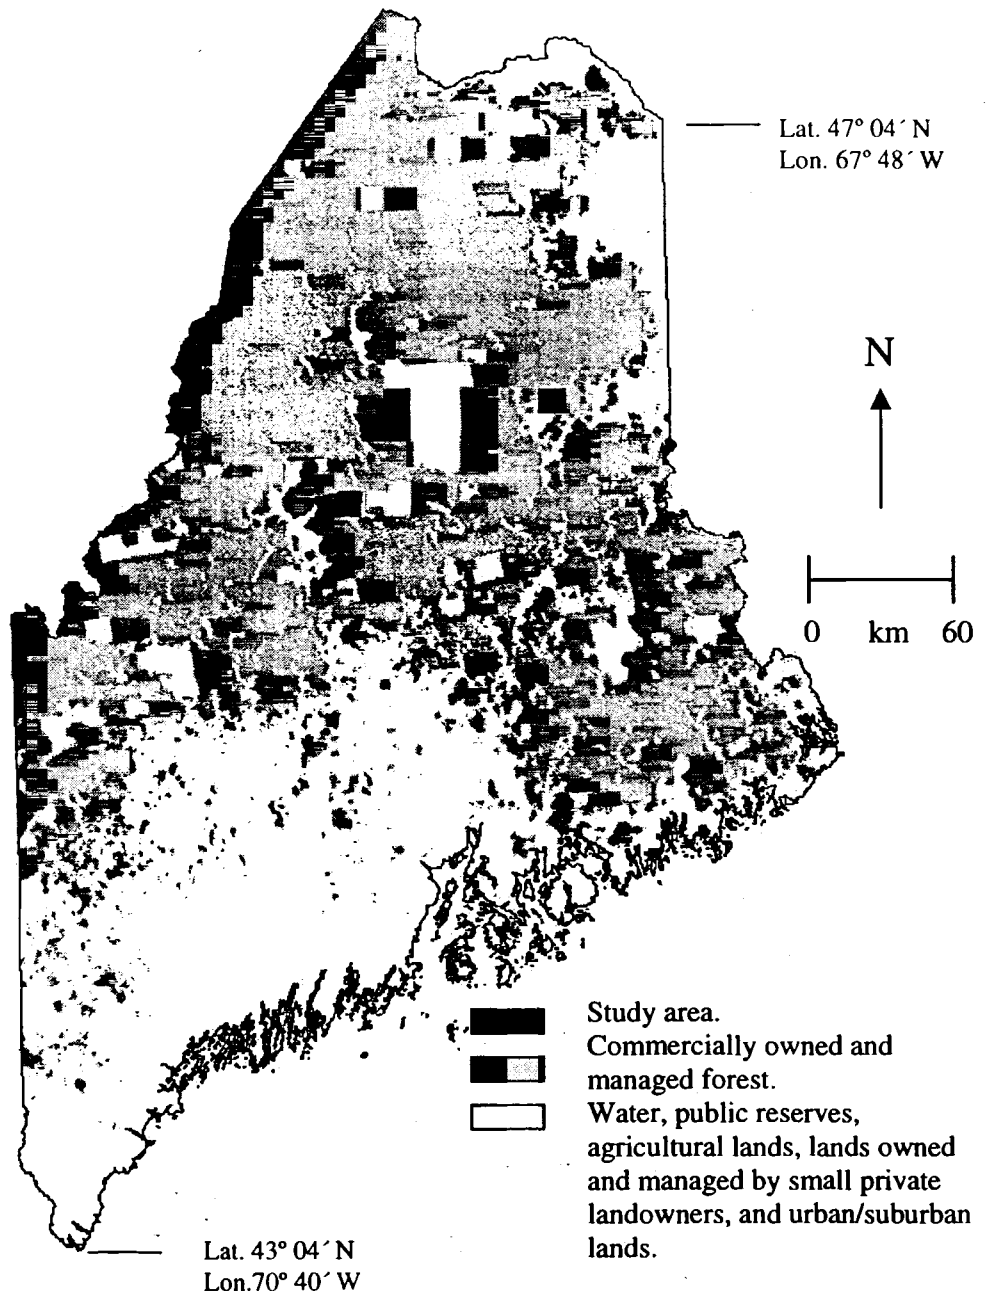 Lat. 47° 04´ N
Lon. 67° 48´ W
N
0 km 60
Study area.
Commercially owned and
managed forest.
Water, public reserves,
agricultural lands, lands owned
and managed by small private
landowners, and urban/suburban
lands.
Lat. 43° 04´ N
Lon.70° 40´ W